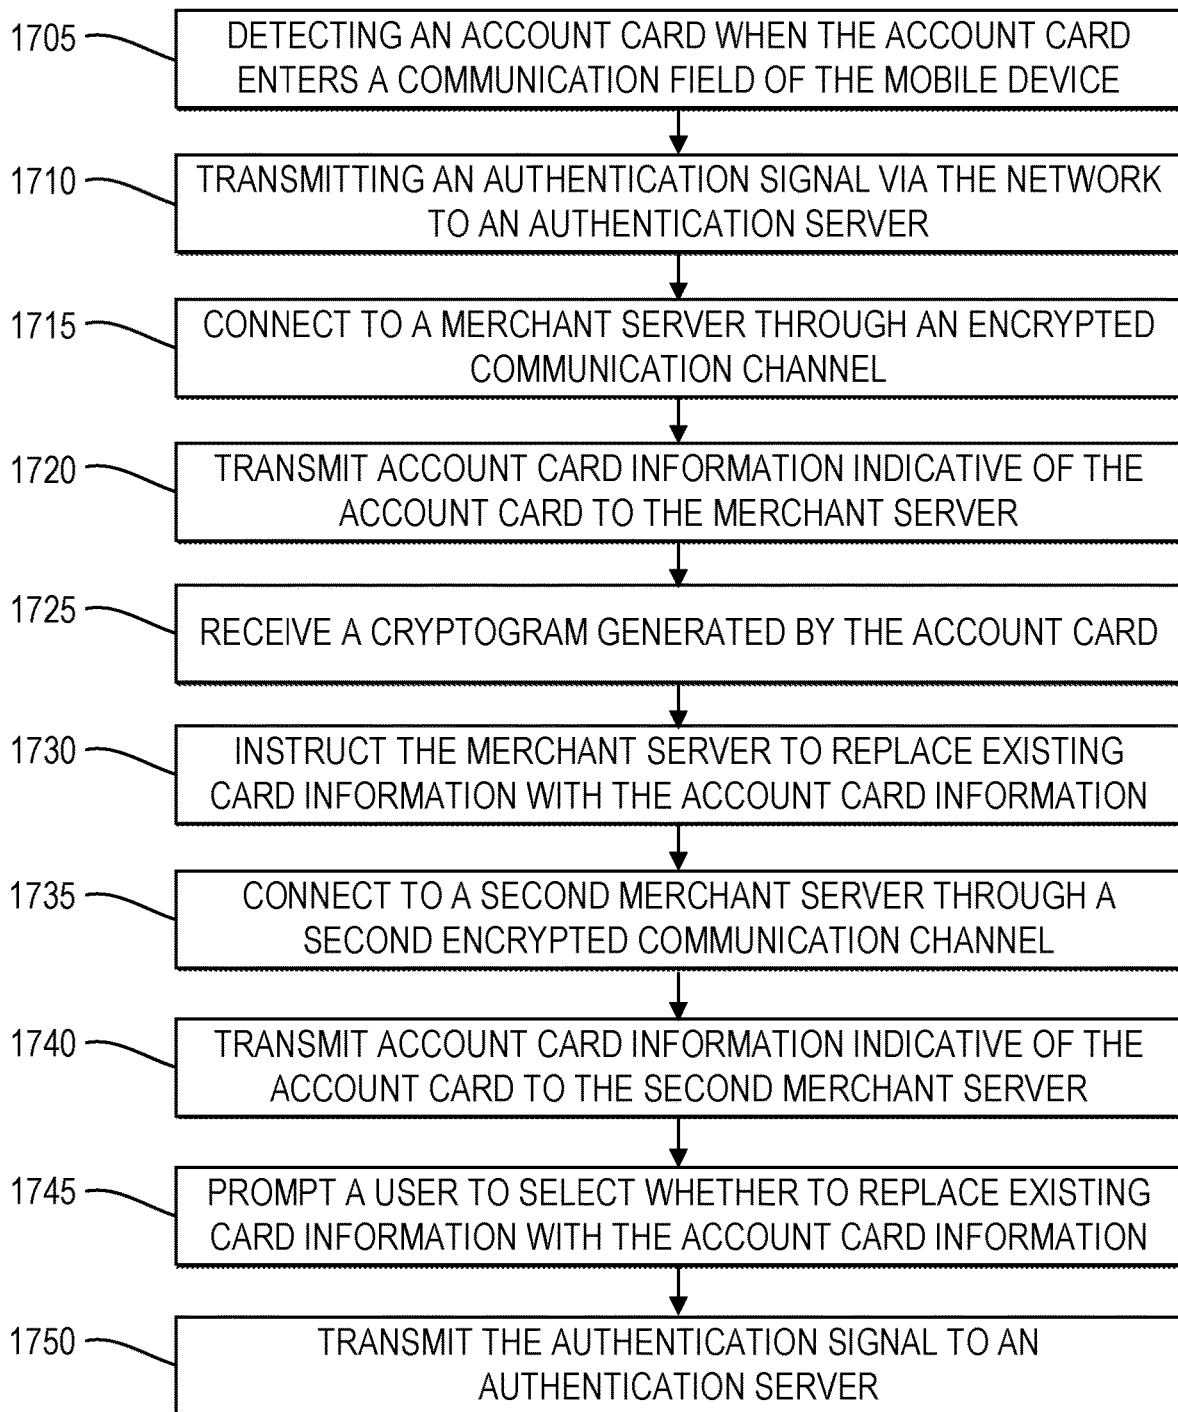 1705
DETECTING AN ACCOUNT CARD WHEN THE ACCOUNT CARD
ENTERS A COMMUNICATION FIELD OF THE MOBILE DEVICE
1710
TRANSMITTING AN AUTHENTICATION SIGNAL VIA THE NETWORK
TO AN AUTHENTICATION SERVER
1715
CONNECT TO A MERCHANT SERVER THROUGH AN ENCRYPTED
COMMUNICATION CHANNEL
1720
TRANSMIT ACCOUNT CARD INFORMATION INDICATIVE OF THE
ACCOUNT CARD TO THE MERCHANT SERVER
1725
RECEIVE A CRYPTOGRAM GENERATED BY THE ACCOUNT CARD
1730
INSTRUCT THE MERCHANT SERVER TO REPLACE EXISTING
CARD INFORMATION WITH THE ACCOUNT CARD INFORMATION
1735
CONNECT TO A SECOND MERCHANT SERVER THROUGH A
SECOND ENCRYPTED COMMUNICATION CHANNEL
1740
TRANSMIT ACCOUNT CARD INFORMATION INDICATIVE OF THE
ACCOUNT CARD TO THE SECOND MERCHANT SERVER
1745
PROMPT A USER TO SELECT WHETHER TO REPLACE EXISTING
CARD INFORMATION WITH THE ACCOUNT CARD INFORMATION
1750
TRANSMIT THE AUTHENTICATION SIGNAL TO AN
AUTHENTICATION SERVER